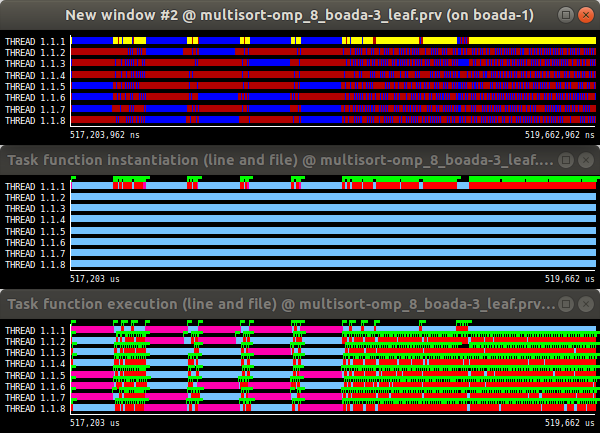 New window #2 @ multisort-omp_8_boada-3_leaf.prv (on boada-1)
THREAD 1.1.1
THREAD 1.1.2
THREAD 1.1.3
THREAD 1.1.4
THREAD 1.1.5
THREAD 1.1.6
THREAD 1.1.7
THREAD 1.1.8
517,203,962 ns 519,662,962 ns
Task function instantiation (line and file) @ multisort-omp_8_boada-3_leaf....
THREAD 1.1.1
THREAD 1.1.2
THREAD 1.1.3
THREAD 1.1.4
THREAD 1.1.5
THREAD 1.1.6
THREAD 1.1.7
THREAD 1.1.8
517,203 us 519,662 us
Task function execution (line and file) @ multisort-omp_8_boada-3_leaf.prv...
THREAD 1.1.1
THREAD 1.1.2
THREAD 1.1.3
THREAD 1.1.4
THREAD 1.1.5
THREAD 1.1.6
THREAD 1.1.7
THREAD 1.1.8
517,203 us 519,662 us